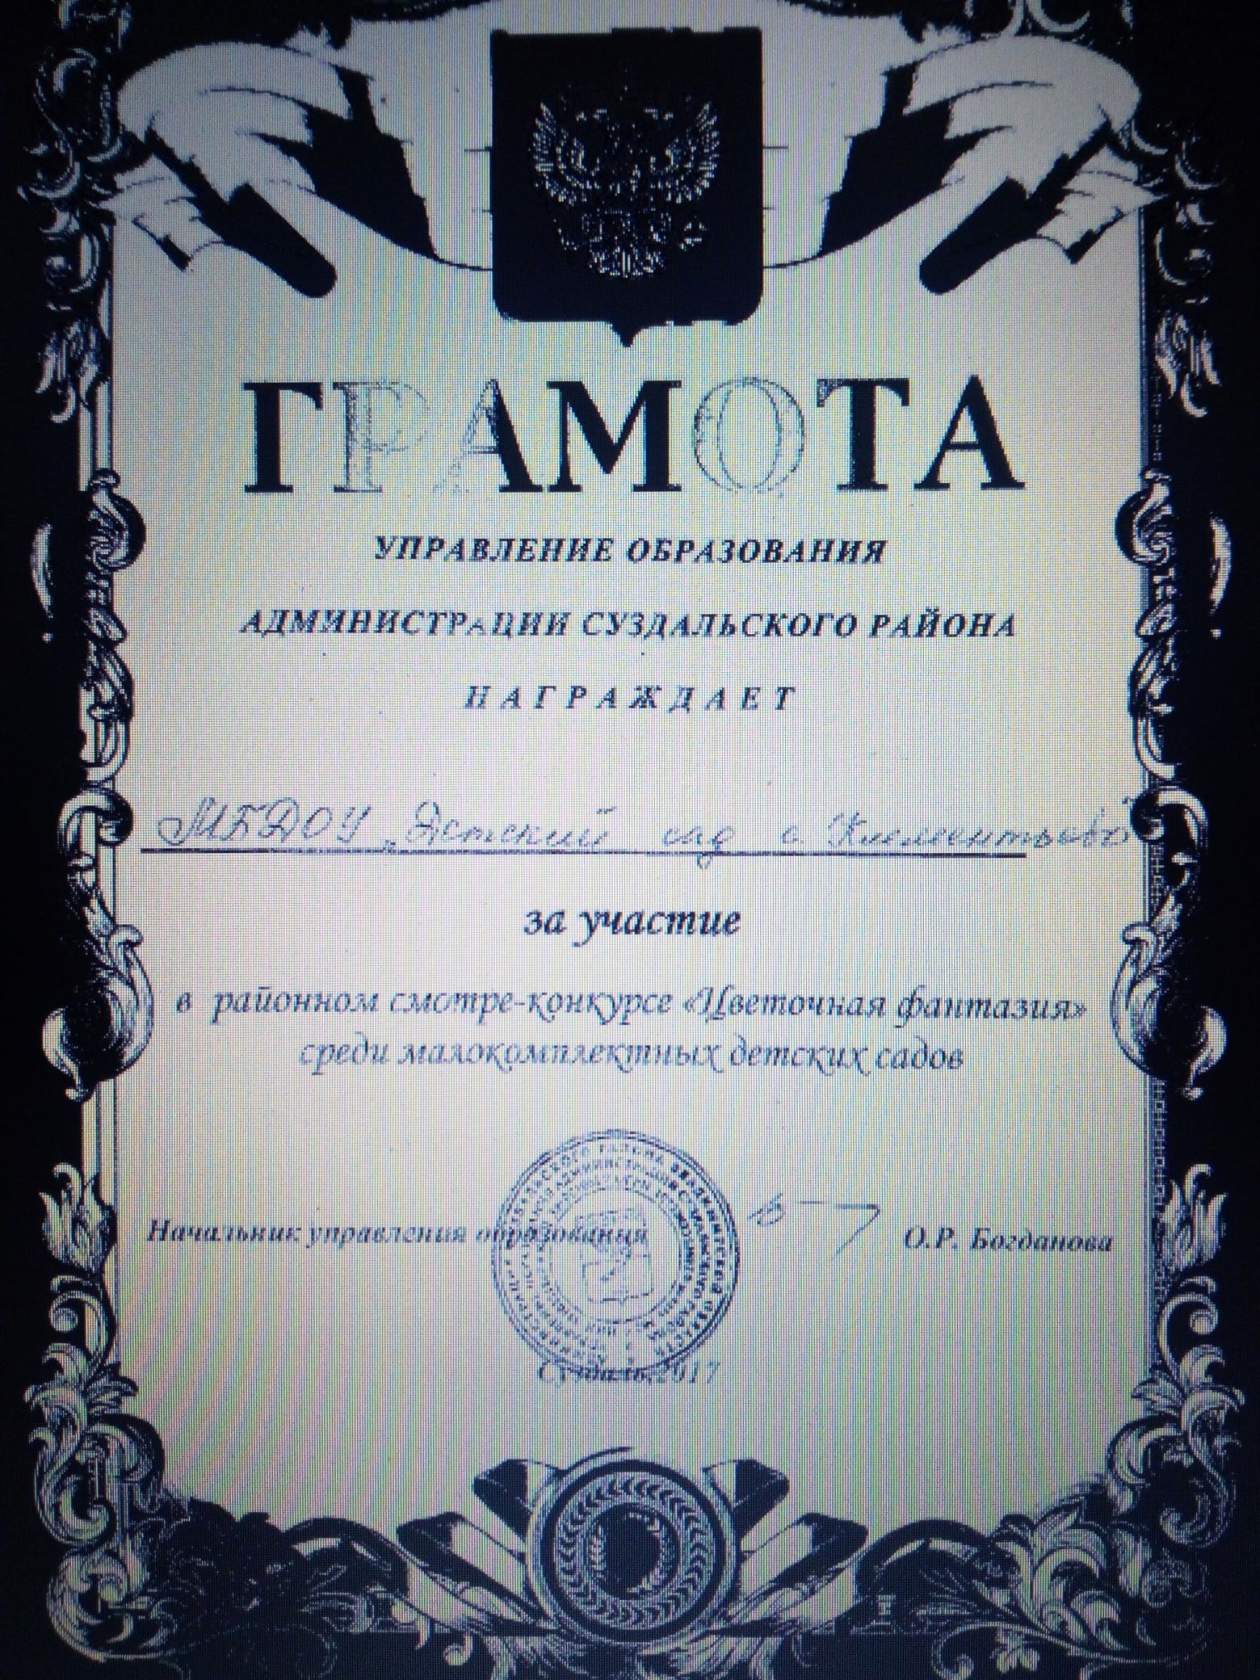 ГРАМОТА
УПРАВЛЕНИЕ ОБРАЗОВАНИЯ
АДМИНИСТРАЦИИ СУЗДАЛЬСКОГО РАЙОНА
НАГРАЖДАЕТ
МБДОУ „Детский сад с. Клементьево"
за участие
в районном смотре-конкурсе «Цветочная фантазия»
среди малокомплектных детских садов
Начальник управления образования О.Р. Богданова
Суздаль, 2017